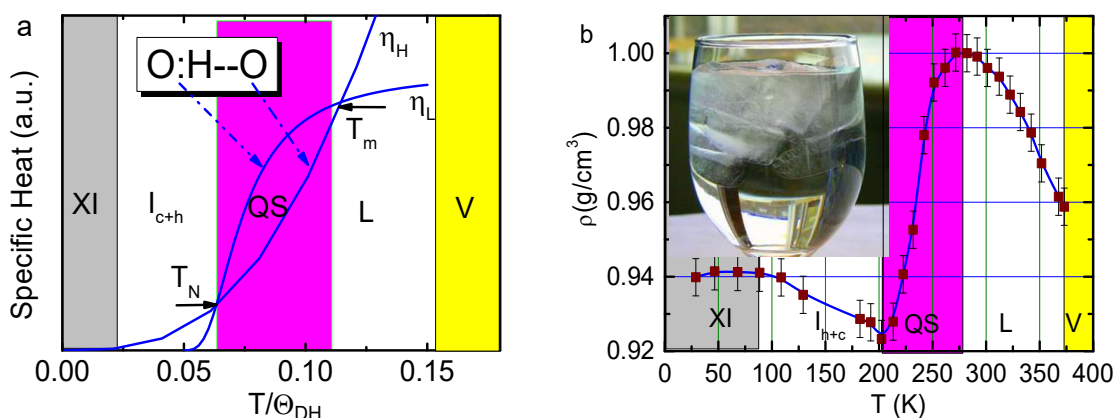 a
Specific Heat (a.u.)
O:H--O
η_H
η_L
T_m
T_N
XI
I_c+h
QS
L
V
0.00 0.05 0.10 0.15
T/Θ_DH
b
ρ(g/cm³)
1.00
0.98
0.96
0.94
0.92
XI
I_h+c
QS
L
V
0 50 100 150 200 250 300 350 400
T (K)